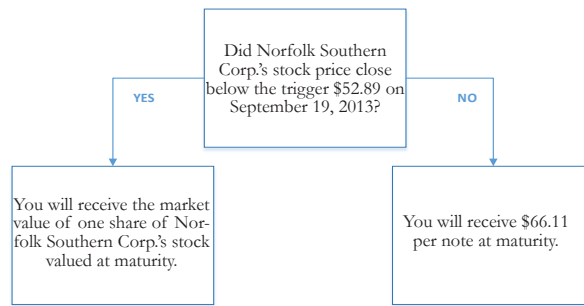 Did Norfolk Southern
Corp.'s stock price close
below the trigger $52.89 on
September 19, 2013?
YES
NO
You will receive the market
value of one share of Nor-
folk Southern Corp.'s stock
valued at maturity.
You will receive $66.11
per note at maturity.